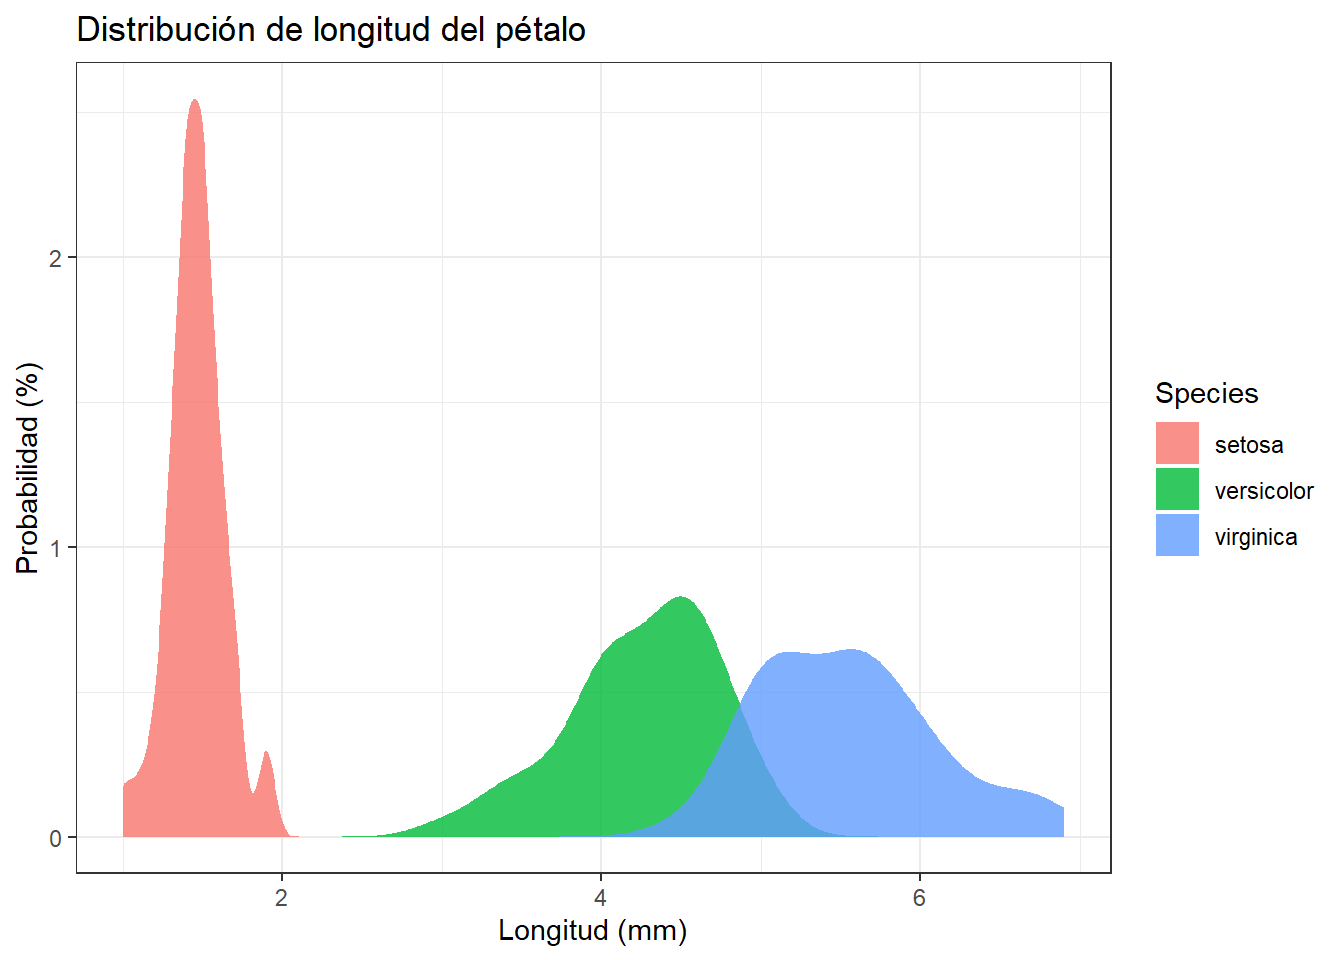 Distribución de longitud del pétalo
Probabilidad (%)
2
1
0
2 4 6
Longitud (mm)
Species
setosa
versicolor
virginica